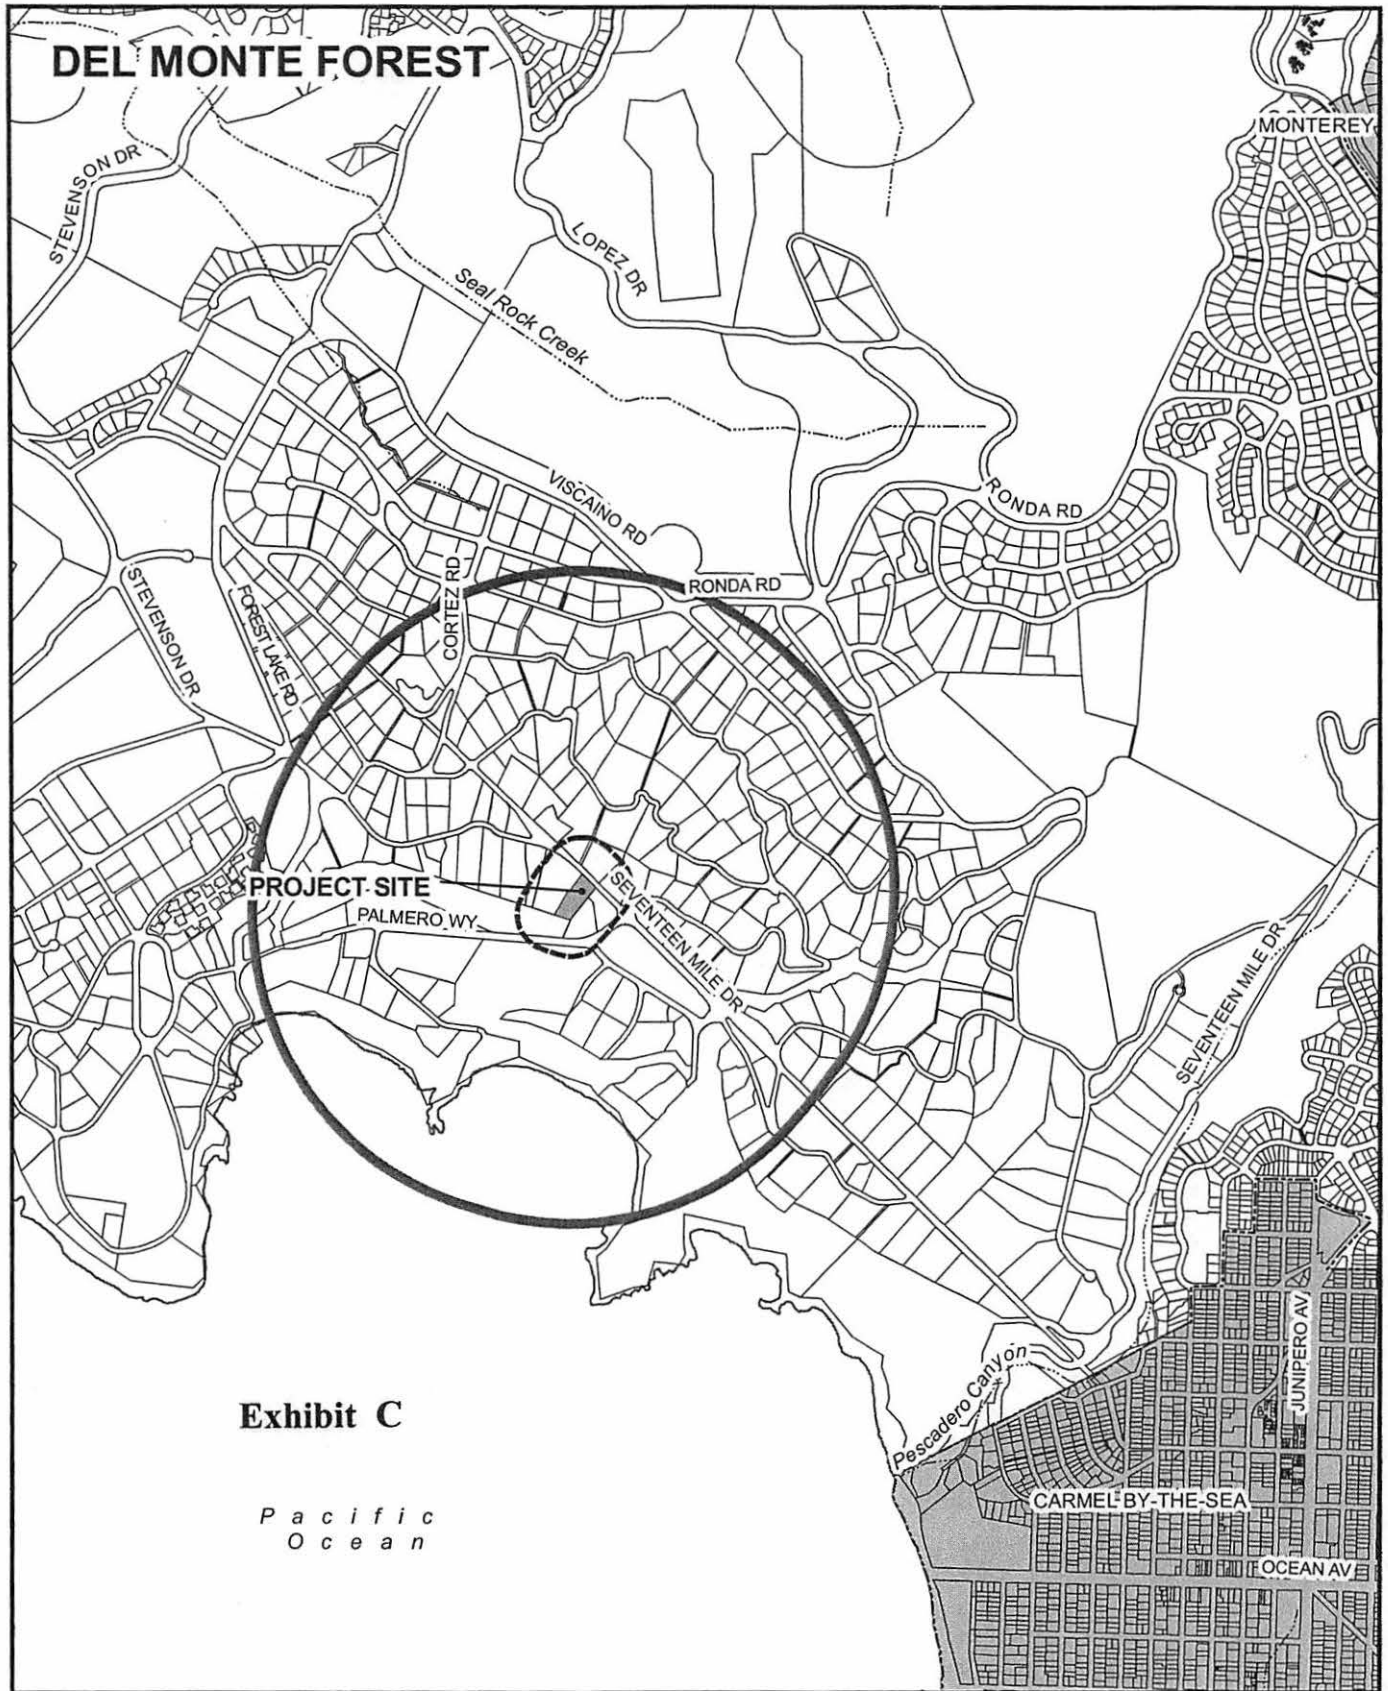 DEL MONTE FOREST
MONTEREY
STEVENSON DR
LOPEZ DR
Seal Rock Creek
VISCAINO RD
RONDA RD
RONDA RD
CORTEZ RD
STEVENSON DR
FOREST LAKE RD
PROJECT SITE
PALMERO WY
SEVENTEEN MILE DR
SEVENTEEN MILE DR
JUNIPERO AV
Pescadero Canyon
Exhibit C
CARMEL-BY-THE-SEA
Pacific
Ocean
OCEAN AV